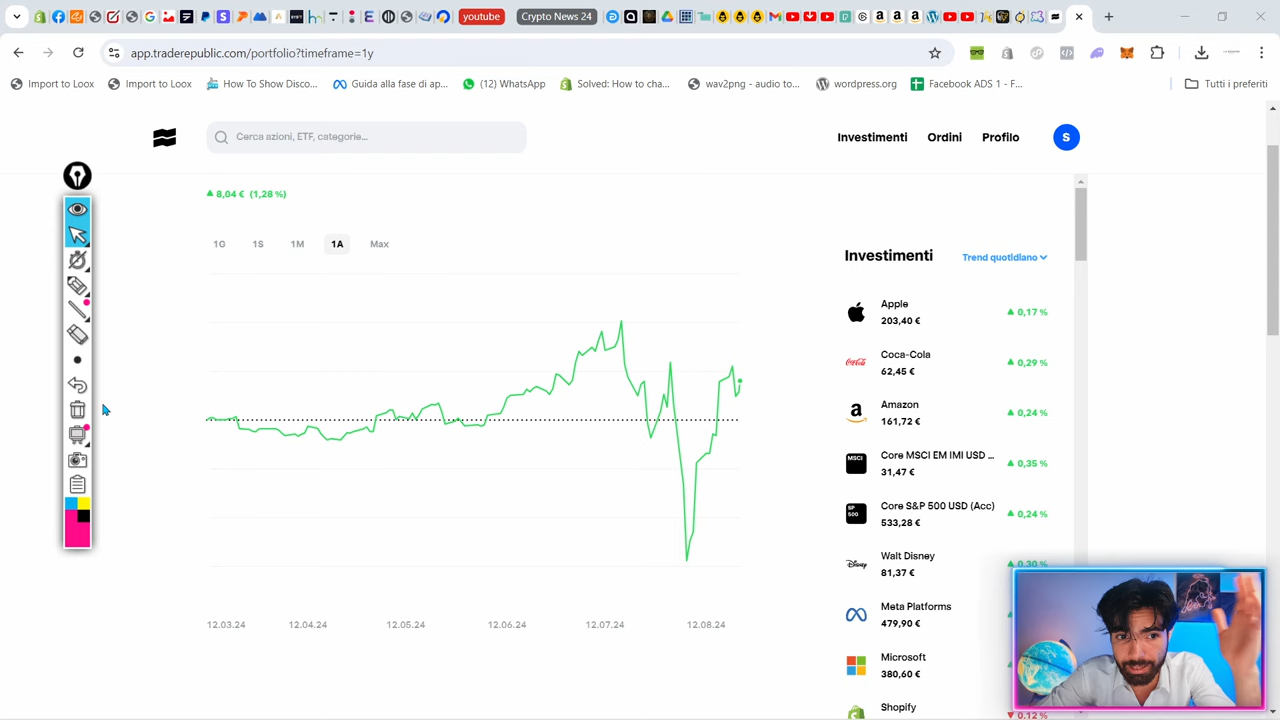 youtube
Crypto News 24
app.traderepublic.com/portfolio?timeframe=1y
Import to Loox
Import to Loox
How To Show Disco...
Guida alla fase di ap...
(12) WhatsApp
Solved: How to cha...
wav2png - audio to...
wordpress.org
Facebook ADS 1 - F...
Tutti i preferiti
Cerca azioni, ETF, categorie...
Investimenti
Ordini
Profilo
S
8,04 € (1,28 %)
1G
1S
1M
1A
Max
Investimenti
Trend quotidiano
Apple
203,40 €
0,17 %
Coca-Cola
62,45 €
0,29 %
Amazon
161,72 €
0,24 %
MSCI
Core MSCI EM IMI USD ...
31,47 €
0,35 %
SP
500
Core S&P 500 USD (Acc)
533,28 €
0,24 %
Walt Disney
81,37 €
0,30 %
Meta Platforms
479,90 €
Microsoft
380,60 €
Shopify
0,12 %
12.03.24
12.04.24
12.05.24
12.06.24
12.07.24
12.08.24